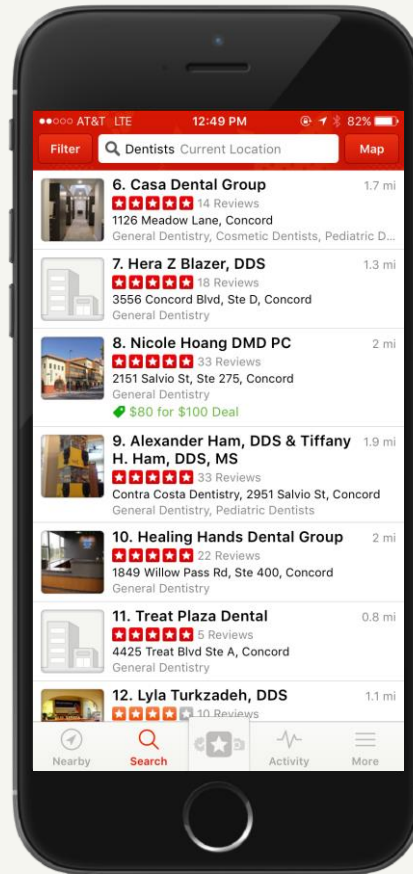 AT&T LTE 12:49 PM 82%
Filter Dentists Current Location Map
6. Casa Dental Group 1.7 mi
14 Reviews
1126 Meadow Lane, Concord
General Dentistry, Cosmetic Dentists, Pediatric D...
7. Hera Z Blazer, DDS 1.3 mi
18 Reviews
3556 Concord Blvd, Ste D, Concord
General Dentistry
8. Nicole Hoang DMD PC 2 mi
33 Reviews
2151 Salvio St, Ste 275, Concord
General Dentistry
$80 for $100 Deal
9. Alexander Ham, DDS & Tiffany 1.9 mi
H. Ham, DDS, MS
33 Reviews
Contra Costa Dentistry, 2951 Salvio St, Concord
General Dentistry, Pediatric Dentists
10. Healing Hands Dental Group 2 mi
22 Reviews
1849 Willow Pass Rd, Ste 400, Concord
General Dentistry
11. Treat Plaza Dental 0.8 mi
5 Reviews
4425 Treat Blvd Ste A, Concord
General Dentistry
12. Lyla Turkzadeh, DDS 1.1 mi
10 Reviews
Nearby Search Activity More